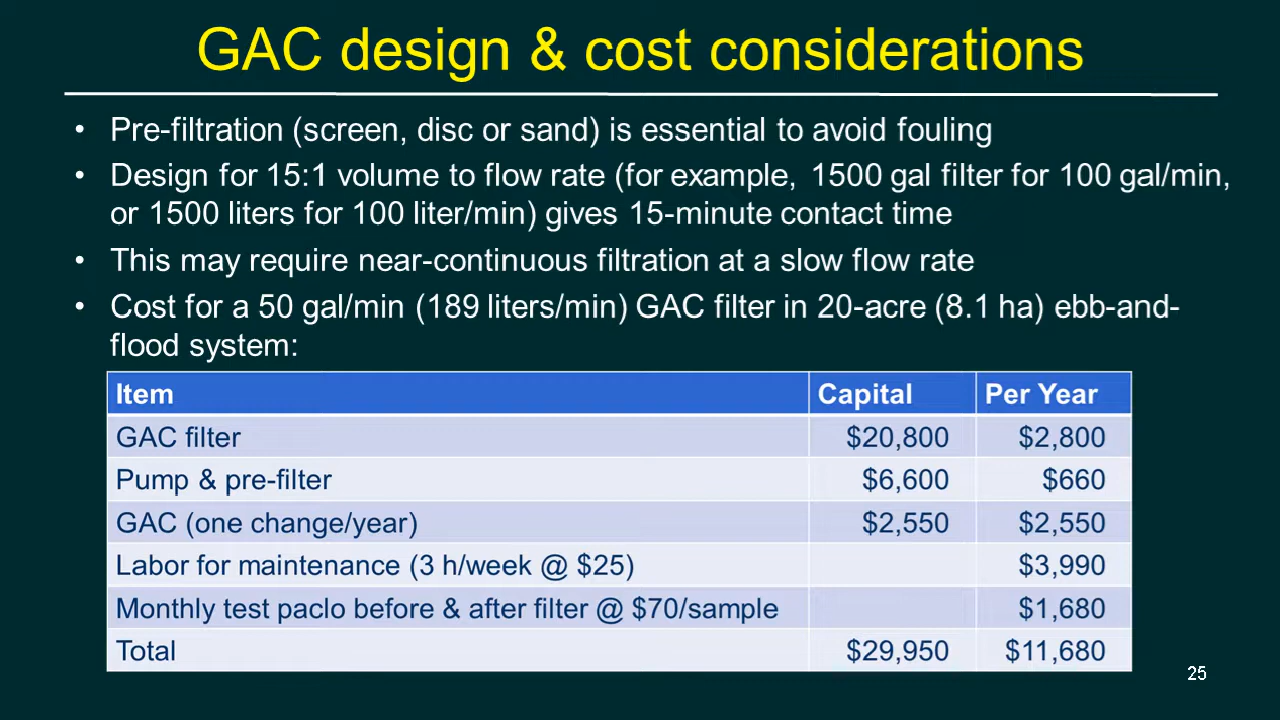 GAC design & cost considerations
• Pre-filtration (screen, disc or sand) is essential to avoid fouling
• Design for 15:1 volume to flow rate (for example, 1500 gal filter for 100 gal/min,
or 1500 liters for 100 liter/min) gives 15-minute contact time
• This may require near-continuous filtration at a slow flow rate
• Cost for a 50 gal/min (189 liters/min) GAC filter in 20-acre (8.1 ha) ebb-and-
flood system:
Item Capital Per Year
GAC filter $20,800 $2,800
Pump & pre-filter $6,600 $660
GAC (one change/year) $2,550 $2,550
Labor for maintenance (3 h/week @ $25) $3,990
Monthly test paclo before & after filter @ $70/sample $1,680
Total $29,950 $11,680
25